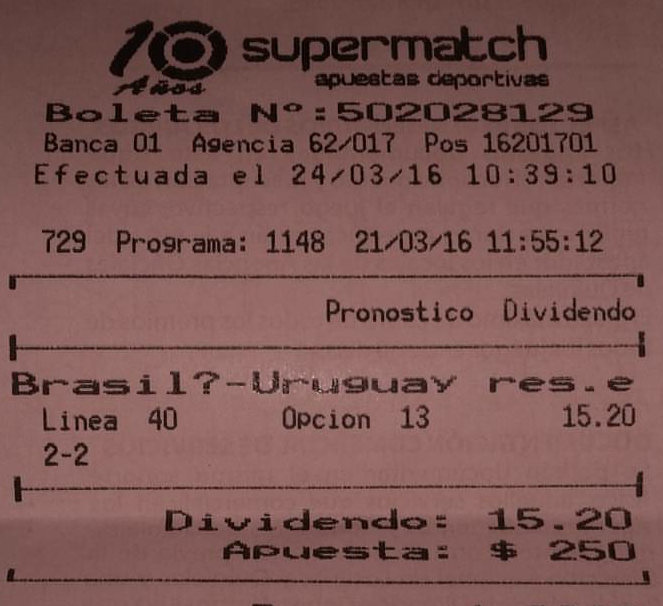 10 Años supermatch
apuestas deportivas
Boleta Nº:502028129
Banca 01 Agencia 62/017 Pos 16201701
Efectuada el 24/03/16 10:39:10
729 Programa: 1148 21/03/16 11:55:12
Pronostico Dividendo
Brasil?-Uruguay res.e
Linea 40 Opcion 13 15.20
2-2
Dividendo: 15.20
Apuesta: $ 250